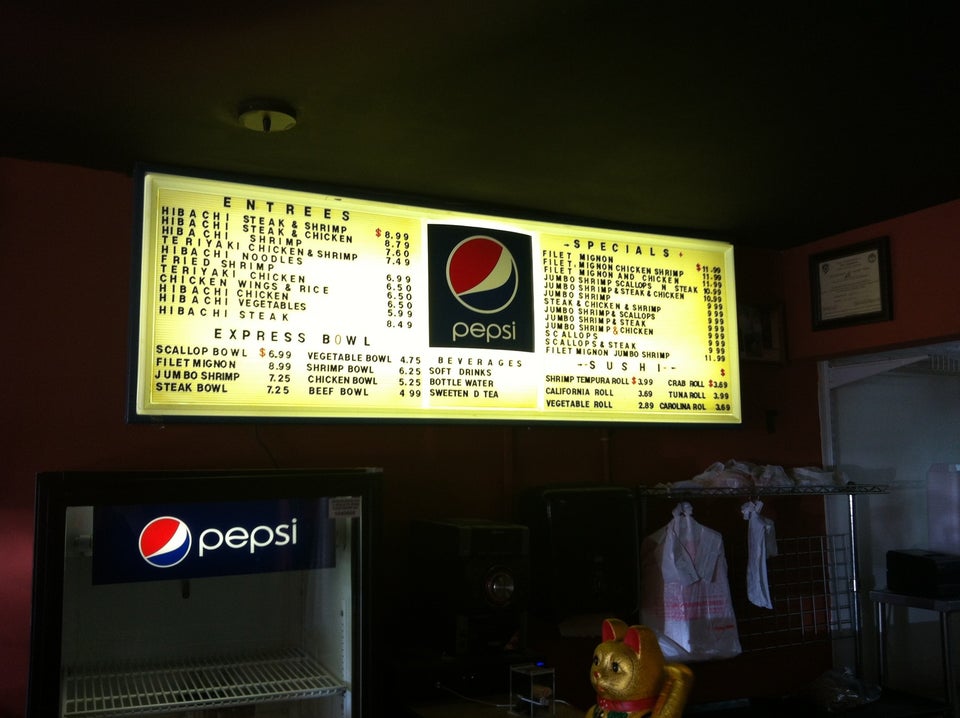 ENTREES
HIBACHI STEAK & SHRIMP $8.99
HIBACHI STEAK & CHICKEN 8.79
HIBACHI SHRIMP 7.60
TERIYAKI CHICKEN & SHRIMP 7.49
HIBACHI NOODLES
FRIED SHRIMP 6.99
TERIYAKI CHICKEN 6.50
CHICKEN WINGS & RICE 6.50
HIBACHI CHICKEN 6.50
HIBACHI VEGETABLES 5.99
HIBACHI STEAK 8.49
EXPRESS BOWL
SCALLOP BOWL $6.99 VEGETABLE BOWL 4.75
FILET MIGNON 8.99 SHRIMP BOWL 6.25
JUMBO SHRIMP 7.25 CHICKEN BOWL 5.25
STEAK BOWL 7.25 BEEF BOWL 4 99
pepsi
BEVERAGES
SOFT DRINKS
BOTTLE WATER
SWEETEN D TEA
-SPECIALS+
FILET MIGNON $11.99
FILET, MIGNON CHICKEN SHRIMP 11.99
FILET MIGNON AND CHICKEN 11.99
JUMBO SHRIMP SCALLOPS N STEAK 10.99
JUMBO SHRIMP & STEAK & CHICKEN 10.99
JUMBO SHRIMP 9 99
STEAK & CHICKEN & SHRIMP 9 99
JUMBO SHRIMP & SCALLOPS 9 99
JUMBO SHRIMP & STEAK 9 99
JUMBO SHRIMP & CHICKEN 9 99
SCALLOPS 9 99
SCALLOPS & STEAK 9 99
FILET MIGNON JUMBO SHRIMP 11.99
--SUSHI--
SHRIMP TEMPURA ROLL $3.99 CRAB ROLL $3.69
CALIFORNIA ROLL 3.69 TUNA ROLL 3.99
VEGETABLE ROLL 2.89 CAROLINA ROL 3.69
pepsi